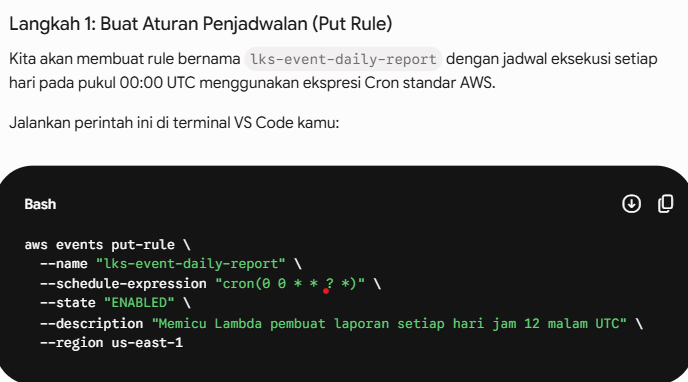 Langkah 1: Buat Aturan Penjadwalan (Put Rule)
Kita akan membuat rule bernama lks-event-daily-report dengan jadwal eksekusi setiap
hari pada pukul 00:00 UTC menggunakan ekspresi Cron standar AWS.
Jalankan perintah ini di terminal VS Code kamu:
Bash
aws events put-rule \
--name "lks-event-daily-report" \
--schedule-expression "cron(0 0 * * ? *)" \
--state "ENABLED" \
--description "Memicu Lambda pembuat laporan setiap hari jam 12 malam UTC" \
--region us-east-1